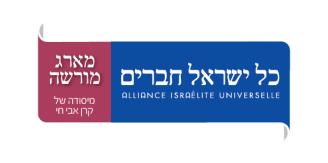 כל ישראל חברים
ALLIANCE ISRAÉLITE UNIVERSELLE
מארג
מורשה
מיסודה של
קרן אבי חי